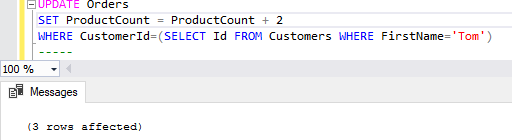 UPDATE Orders
SET ProductCount = ProductCount + 2
WHERE CustomerId=(SELECT Id FROM Customers WHERE FirstName='Tom')
-----
100 %
Messages
(3 rows affected)